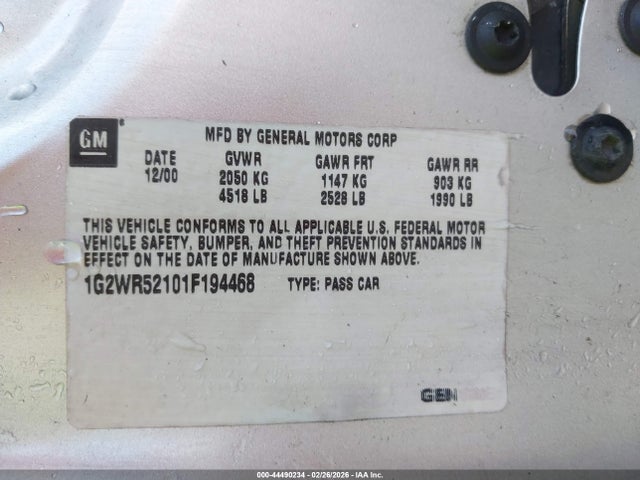 GM
MFD BY GENERAL MOTORS CORP
DATE GVWR GAWR FRT GAWR RR
12/00 2050 KG 1147 KG 903 KG
4518 LB 2528 LB 1990 LB
THIS VEHICLE CONFORMS TO ALL APPLICABLE U.S. FEDERAL MOTOR
VEHICLE SAFETY, BUMPER, AND THEFT PREVENTION STANDARDS IN
EFFECT ON THE DATE OF MANUFACTURE SHOWN ABOVE.
1G2WR52101F194468 TYPE: PASS CAR
000-44490234 - 02/26/2026 - IAA Inc.